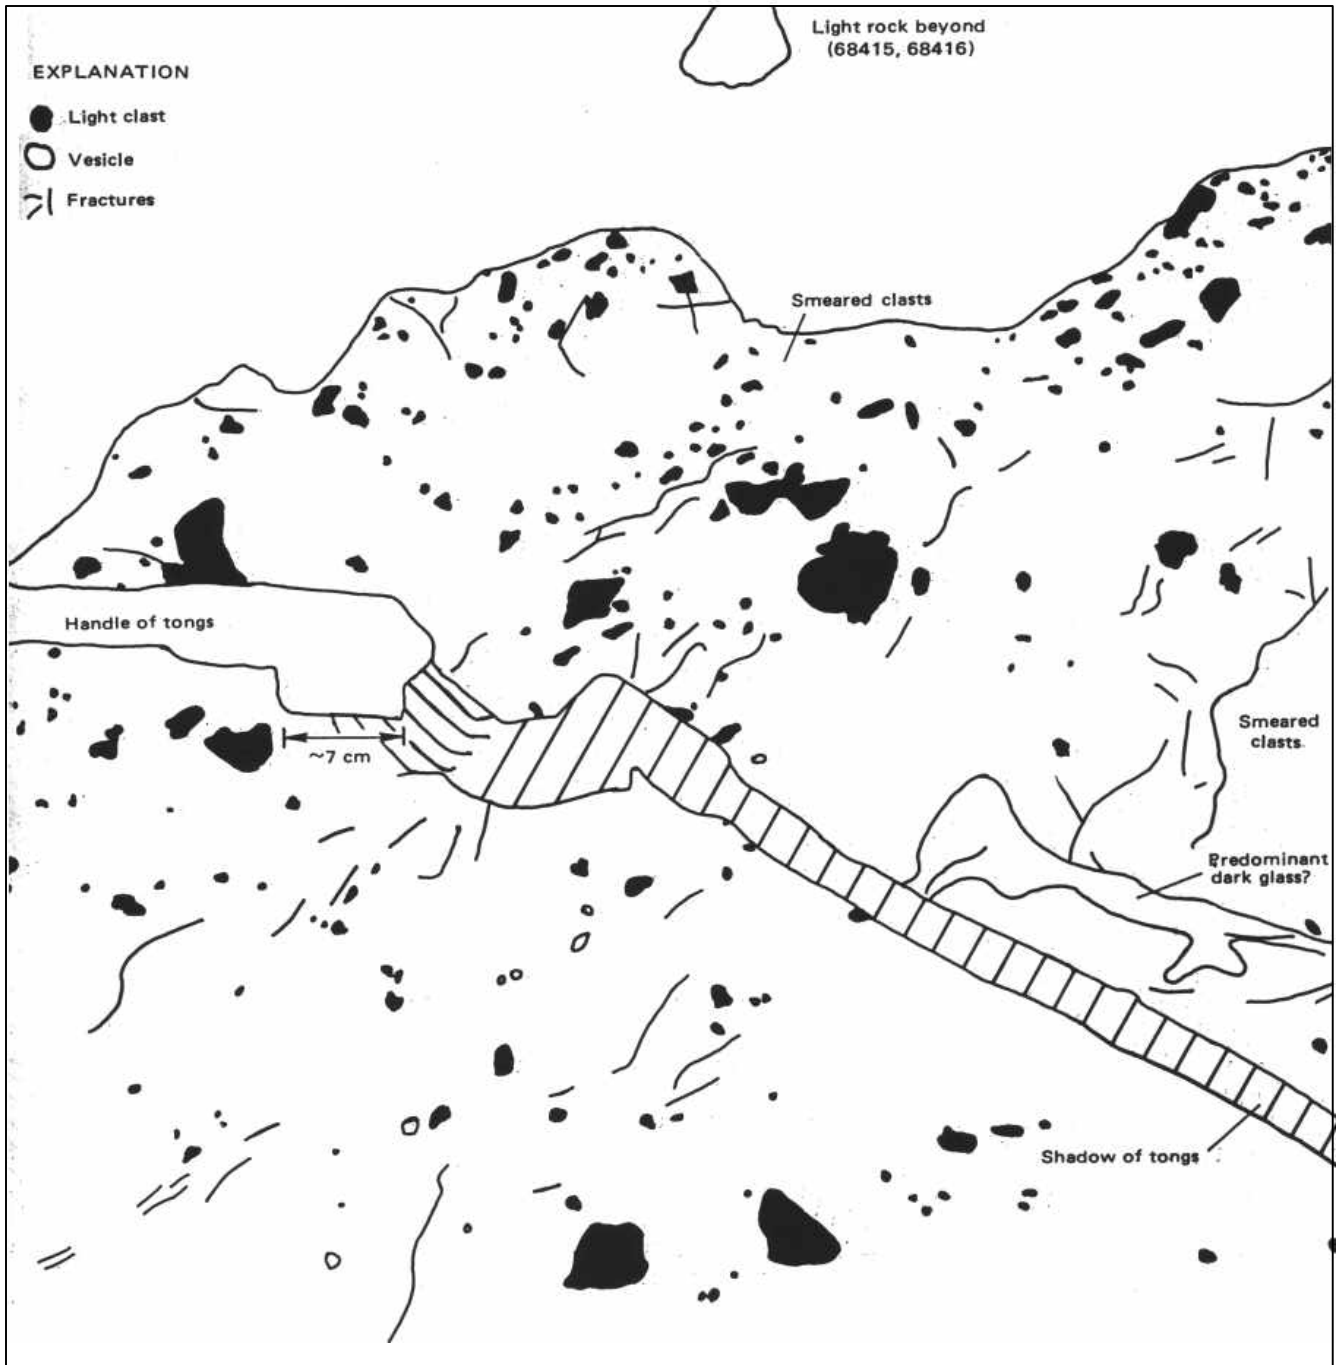 Light rock beyond
(68415, 68416)
EXPLANATION
Light clast
Vesicle
Fractures
Smeared clasts
Handle of tongs
~7 cm
Smeared
clasts
Predominant
dark glass?
Shadow of tongs